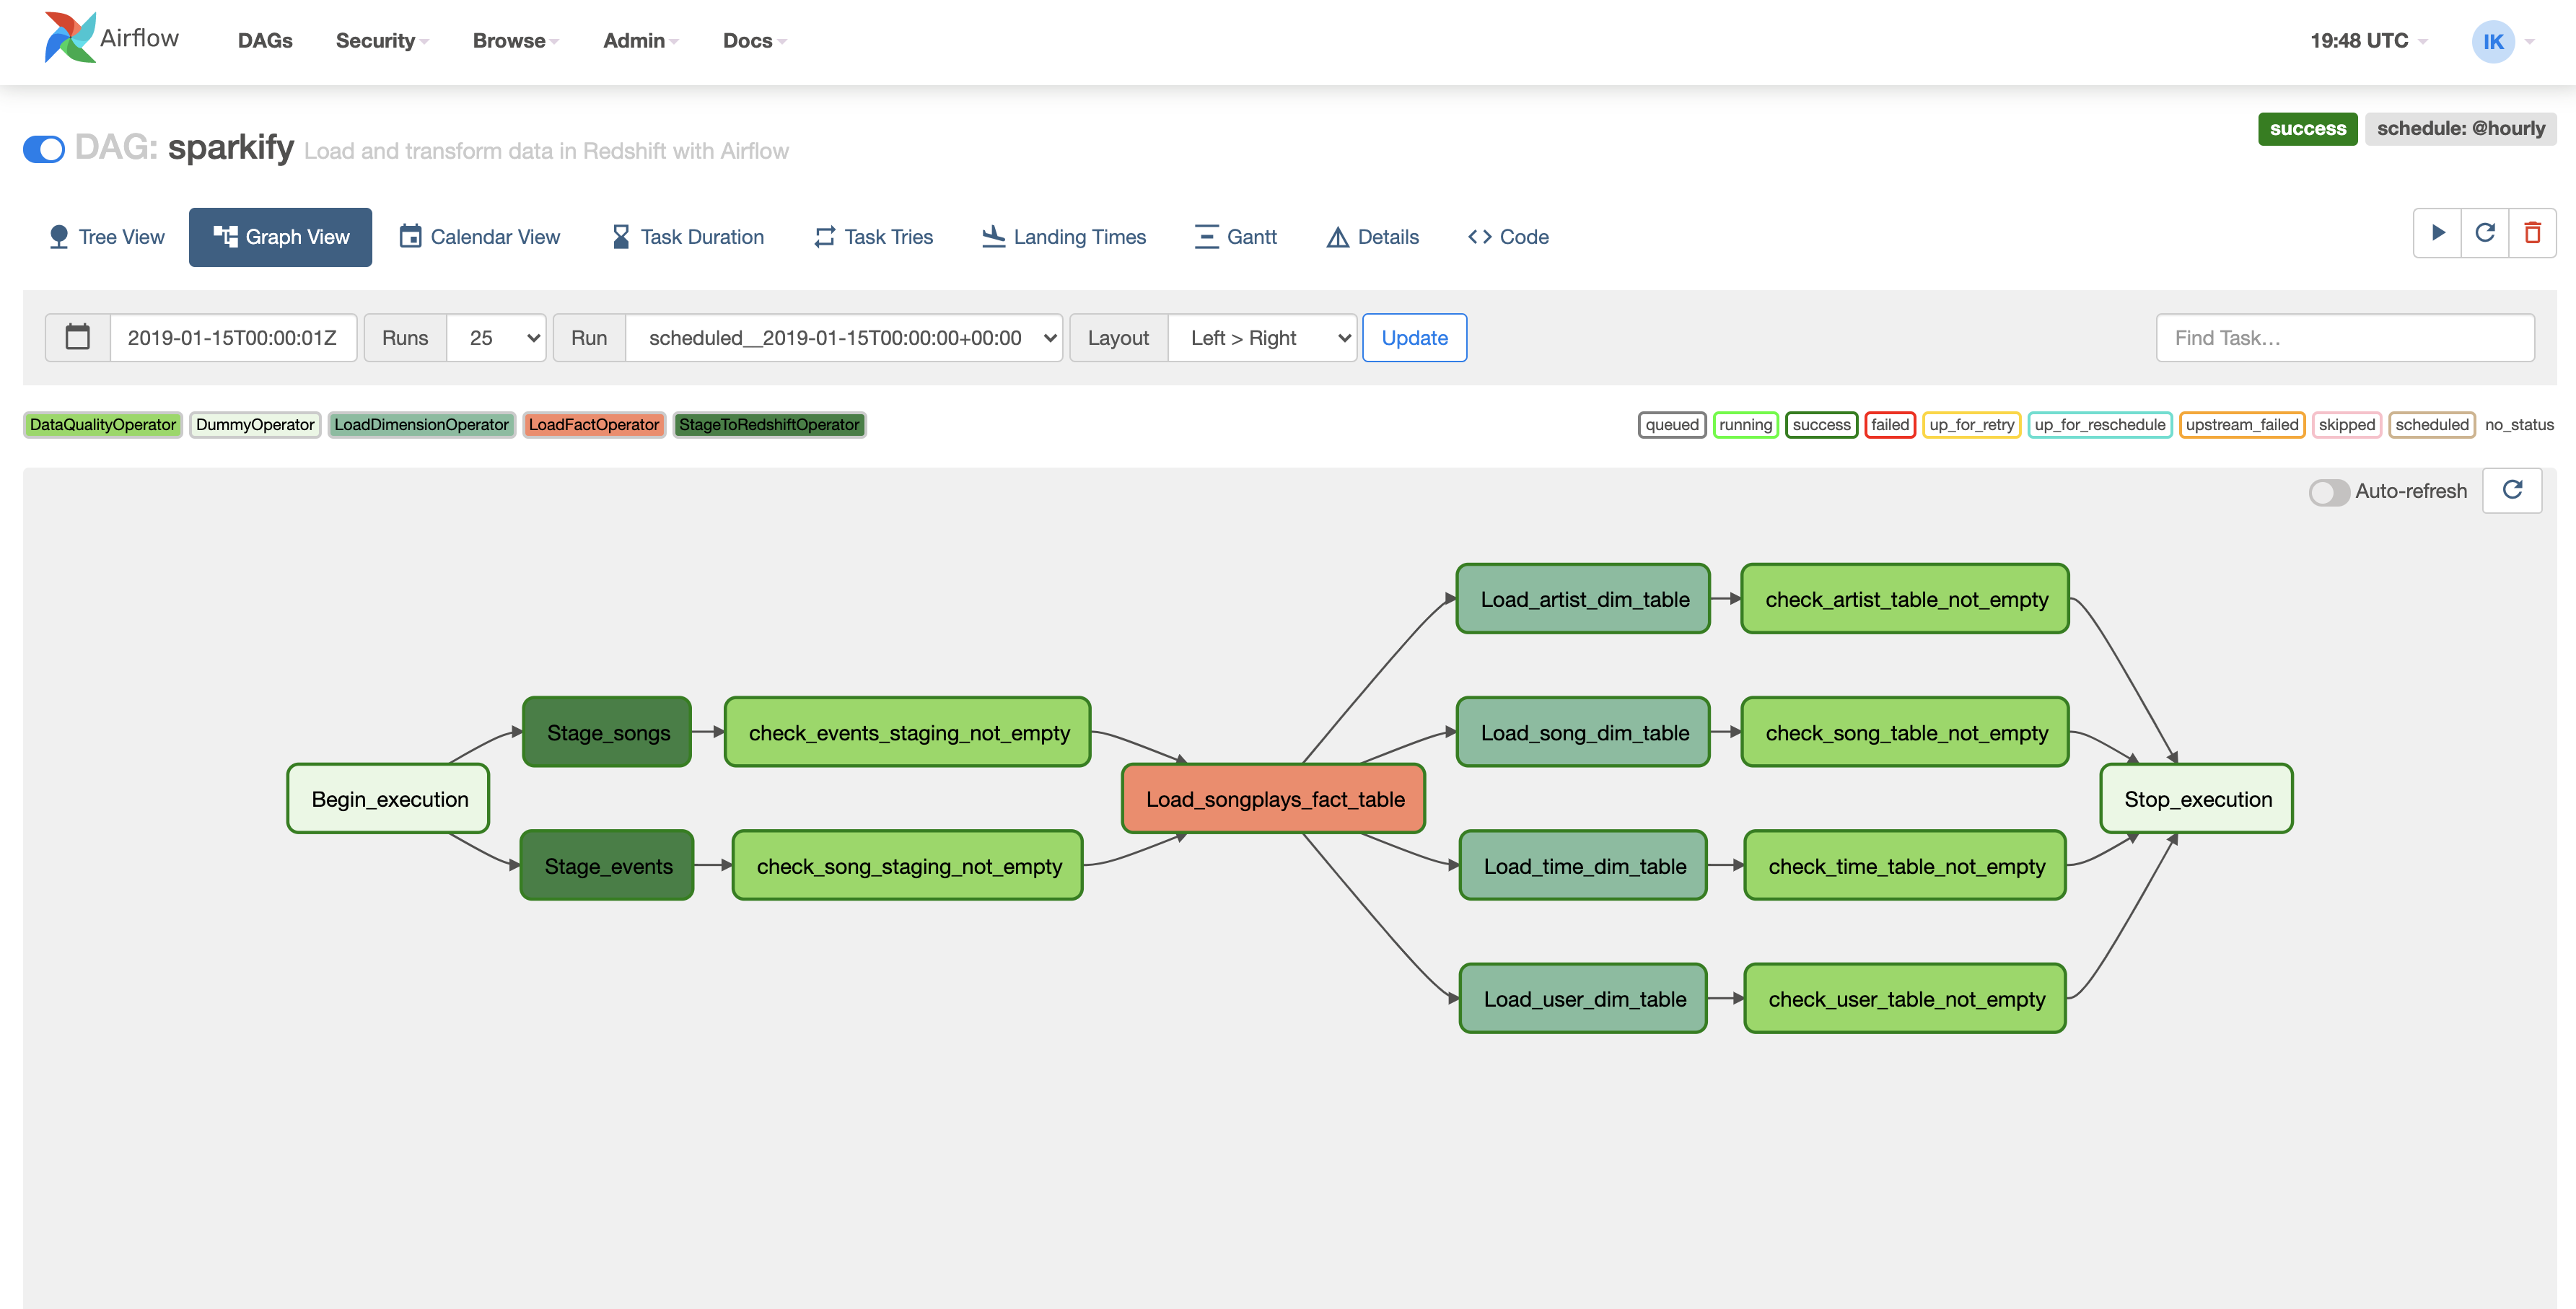 Airflow DAGs Security Browse Admin Docs 19:48 UTC IK
DAG: sparkify Load and transform data in Redshift with Airflow success schedule: @hourly
Tree View Graph View Calendar View Task Duration Task Tries Landing Times Gantt Details <> Code
2019-01-15T00:00:01Z Runs 25 Run scheduled__2019-01-15T00:00:00+00:00 Layout Left > Right Update Find Task...
DataQualityOperator DummyOperator LoadDimensionOperator LoadFactOperator StageToRedshiftOperator queued running success failed up_for_retry up_for_reschedule upstream_failed skipped scheduled no_status
Auto-refresh
Load_artist_dim_table check_artist_table_not_empty
Stage_songs check_events_staging_not_empty Load_song_dim_table check_song_table_not_empty
Begin_execution Load_songplays_fact_table Stop_execution
Stage_events check_song_staging_not_empty Load_time_dim_table check_time_table_not_empty
Load_user_dim_table check_user_table_not_empty